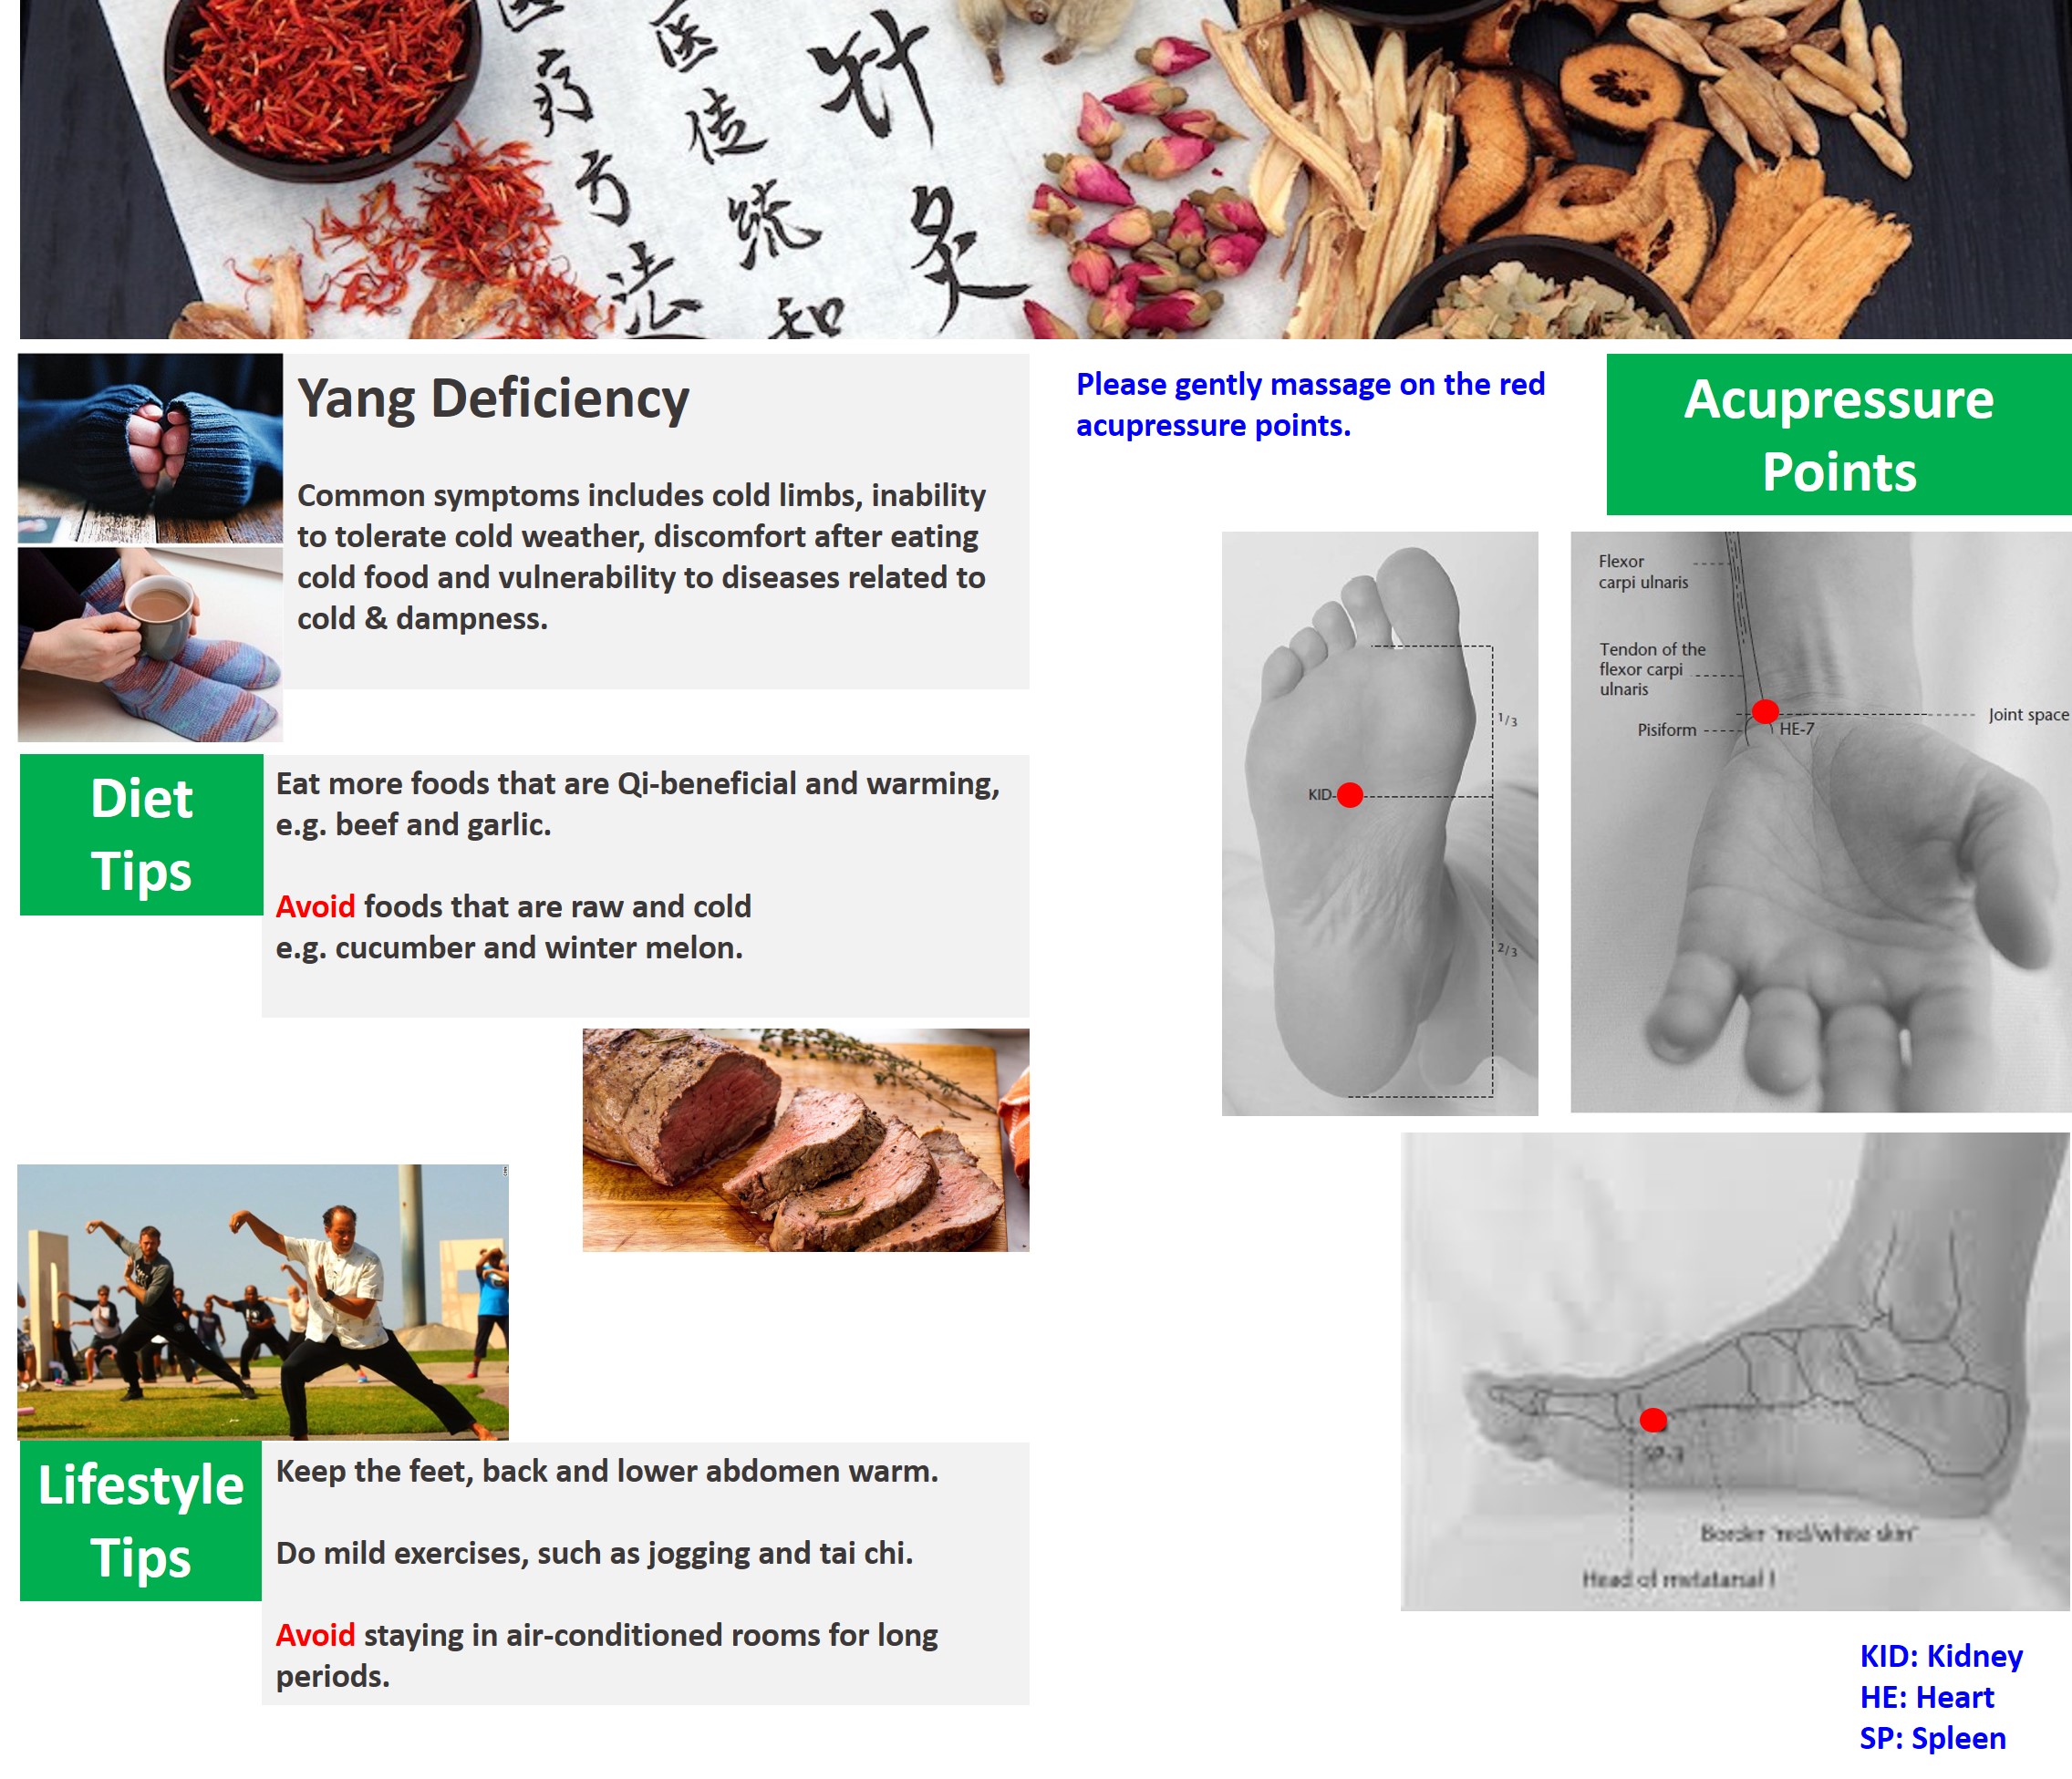 医
疗
方
法
医
传
统
和
针
灸
Yang Deficiency
Common symptoms includes cold limbs, inability
to tolerate cold weather, discomfort after eating
cold food and vulnerability to diseases related to
cold & dampness.
Diet
Tips
Eat more foods that are Qi-beneficial and warming,
e.g. beef and garlic.
Avoid foods that are raw and cold
e.g. cucumber and winter melon.
Lifestyle
Tips
Keep the feet, back and lower abdomen warm.
Do mild exercises, such as jogging and tai chi.
Avoid staying in air-conditioned rooms for long
periods.
Please gently massage on the red
acupressure points.
Acupressure
Points
1/3
KID
2/3
Flexor
carpi ulnaris
Tendon of the
flexor carpi
ulnaris
Pisiform
HE-7
Joint space
SP-3
Border "red/white skin"
Head of metatarsal I
KID: Kidney
HE: Heart
SP: Spleen